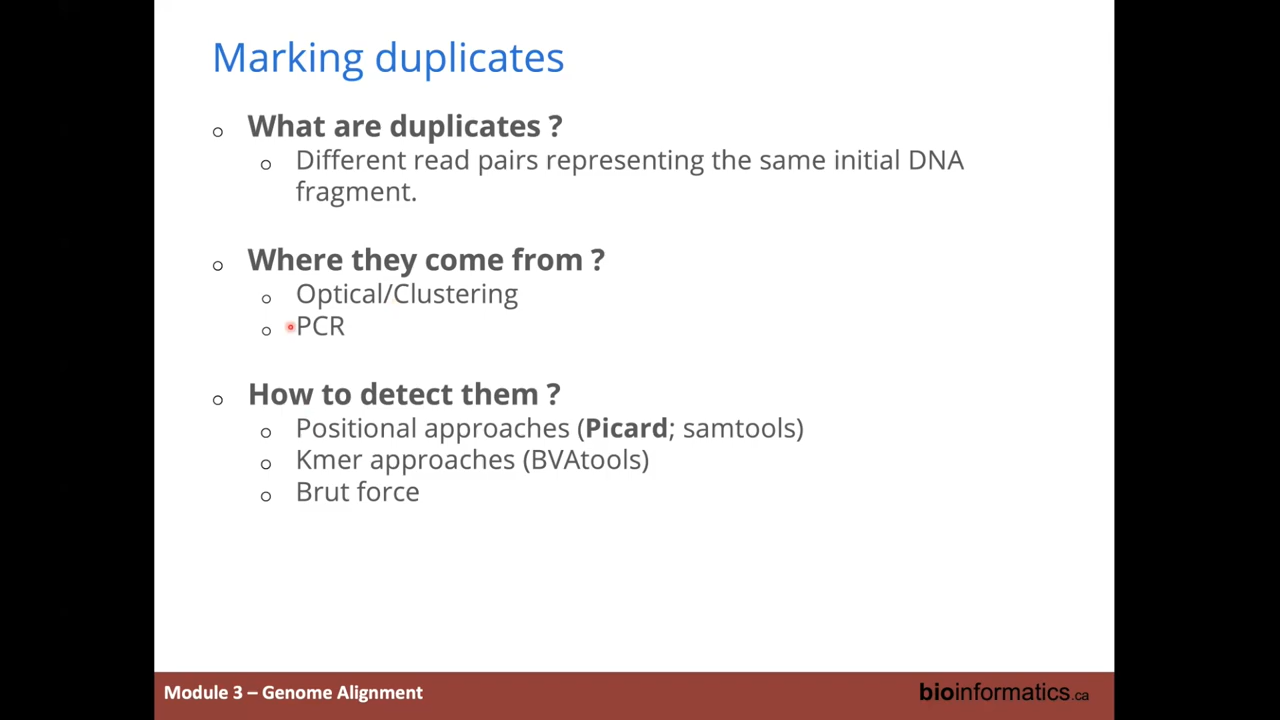 Marking duplicates
What are duplicates ?
Different read pairs representing the same initial DNA
fragment.
Where they come from ?
Optical/Clustering
PCR
How to detect them ?
Positional approaches (Picard; samtools)
Kmer approaches (BVAtools)
Brut force
Module 3 – Genome Alignment
bioinformatics.ca